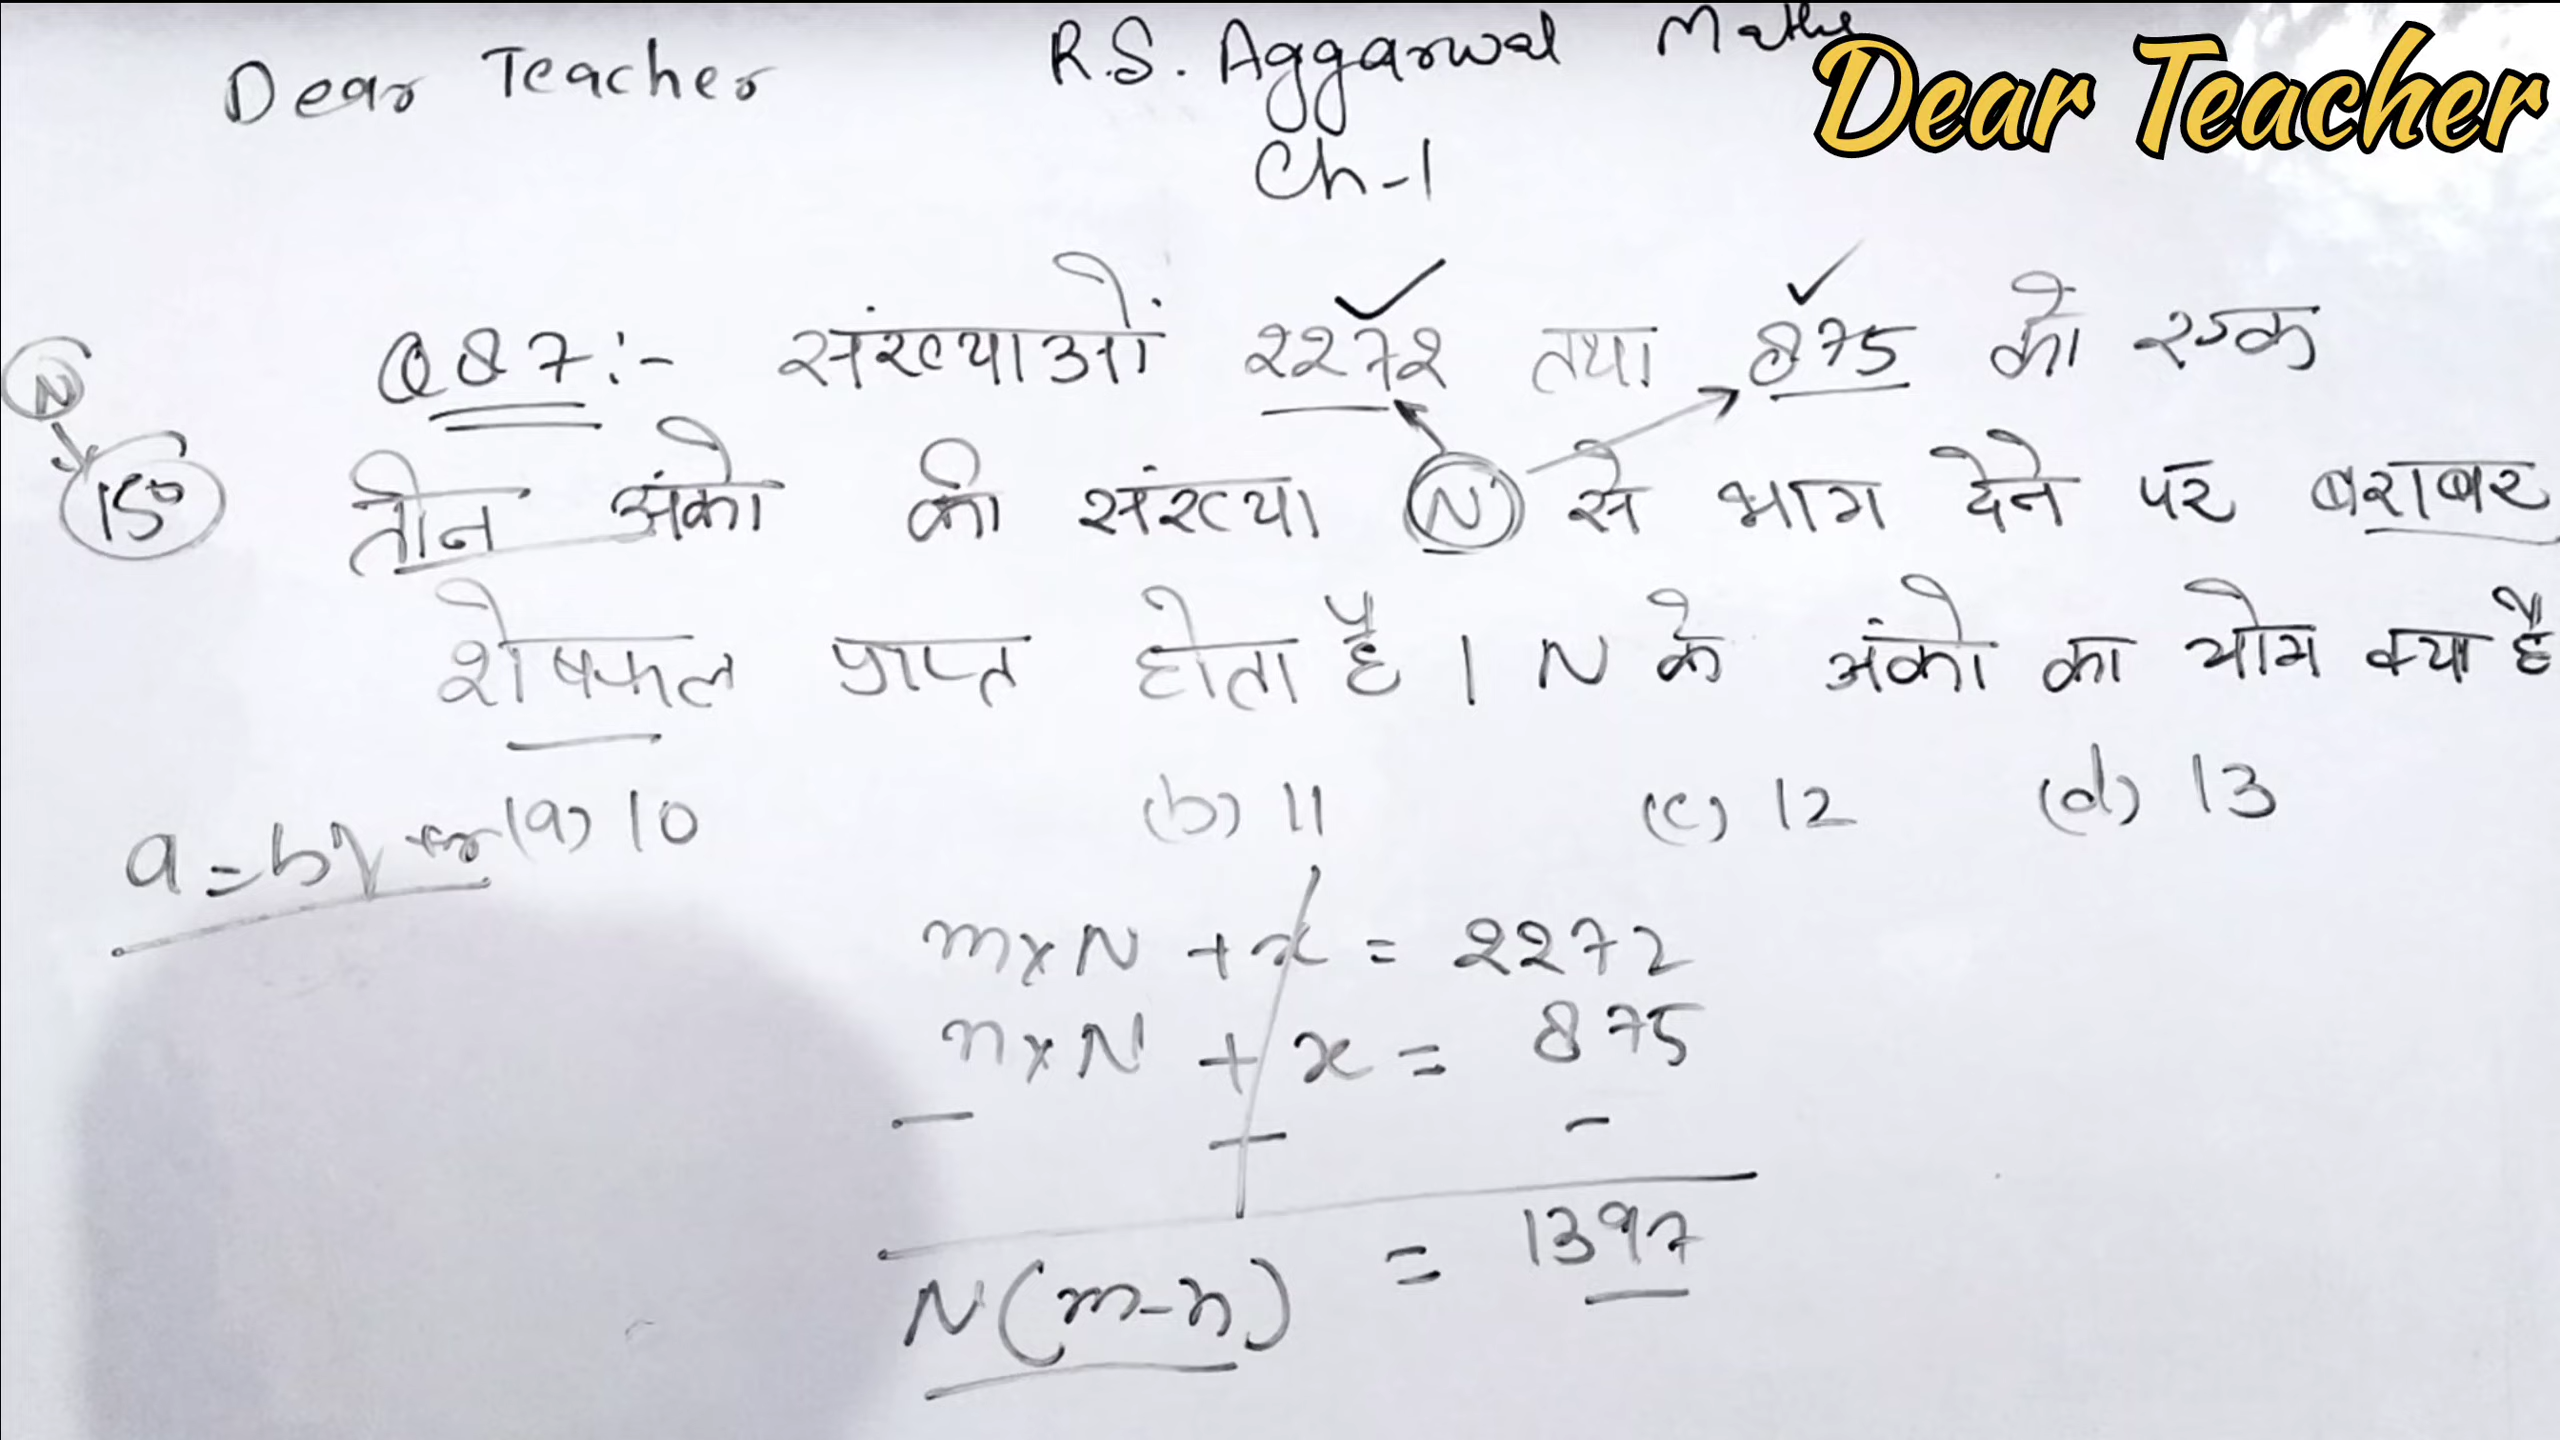 Dear Teacher R.S. Aggarwal Maths
Dear Teacher
Ch-1
Q87:- संख्याओं 2272 तथा 875 को एक
N
तीन अंको की संख्या N से भाग देने पर बराबर
150
शेषफल प्राप्त होता है । N के अंको का योग क्या है
(a) 10 (b) 11 (c) 12 (d) 13
a = bq + r
m×N + x = 2272
n×N + x = 875
- - -
N(m-n) = 1397